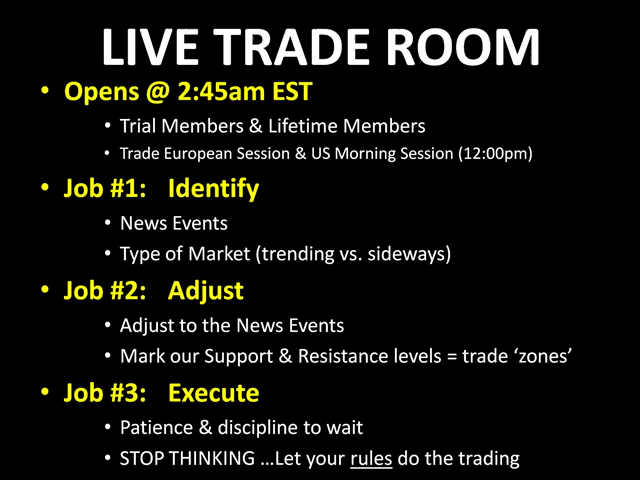 LIVE TRADE ROOM
• Opens @ 2:45am EST
• Trial Members & Lifetime Members
• Trade European Session & US Morning Session (12:00pm)
• Job #1: Identify
• News Events
• Type of Market (trending vs. sideways)
• Job #2: Adjust
• Adjust to the News Events
• Mark our Support & Resistance levels = trade ‘zones’
• Job #3: Execute
• Patience & discipline to wait
• STOP THINKING …Let your rules do the trading